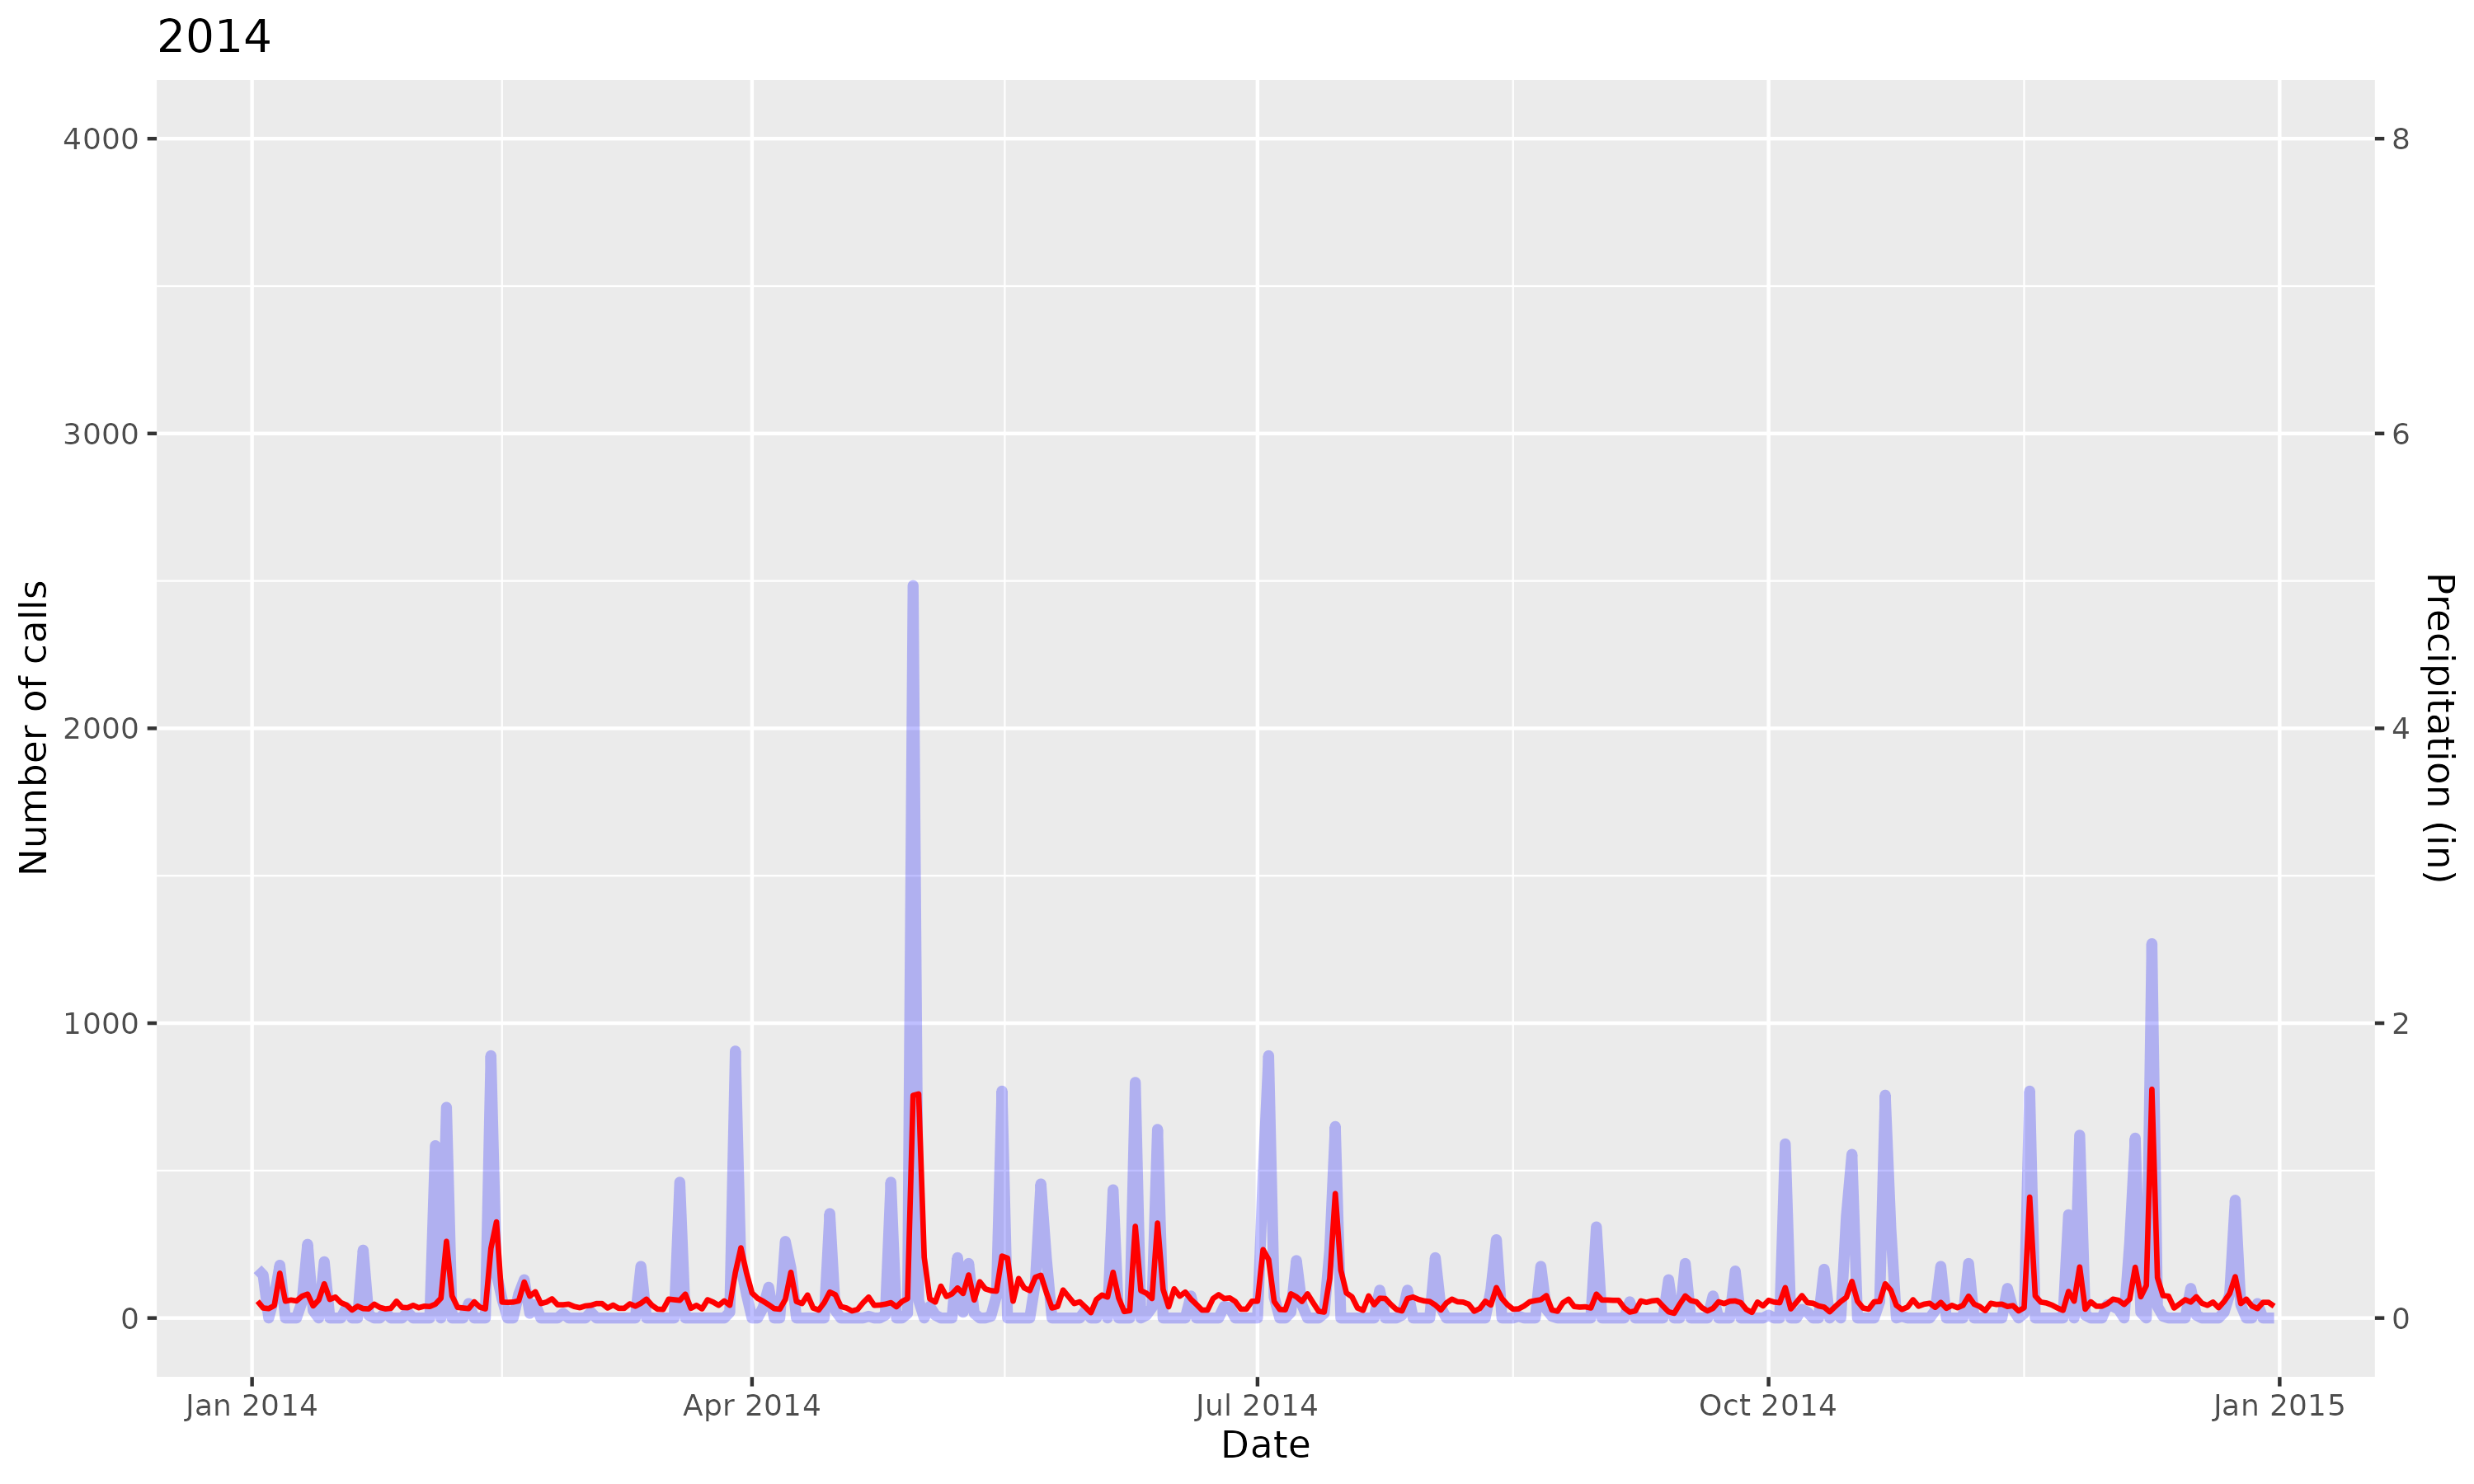 2014
4000
3000
2000
1000
0
Number of calls
8
6
4
2
0
Precipitation (in)
Jan 2014
Apr 2014
Jul 2014
Oct 2014
Jan 2015
Date